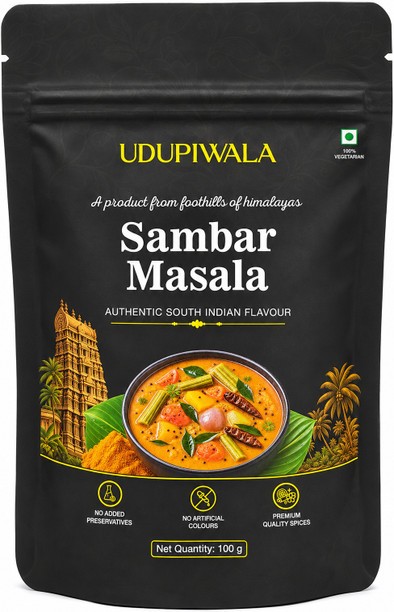 UDUPIWALA
100%
VEGETARIAN
A product from foothills of himalayas
Sambar
Masala
AUTHENTIC SOUTH INDIAN FLAVOUR
NO ADDED
PRESERVATIVES
NO ARTIFICIAL
COLOURS
PREMIUM
QUALITY SPICES
Net Quantity: 100 g